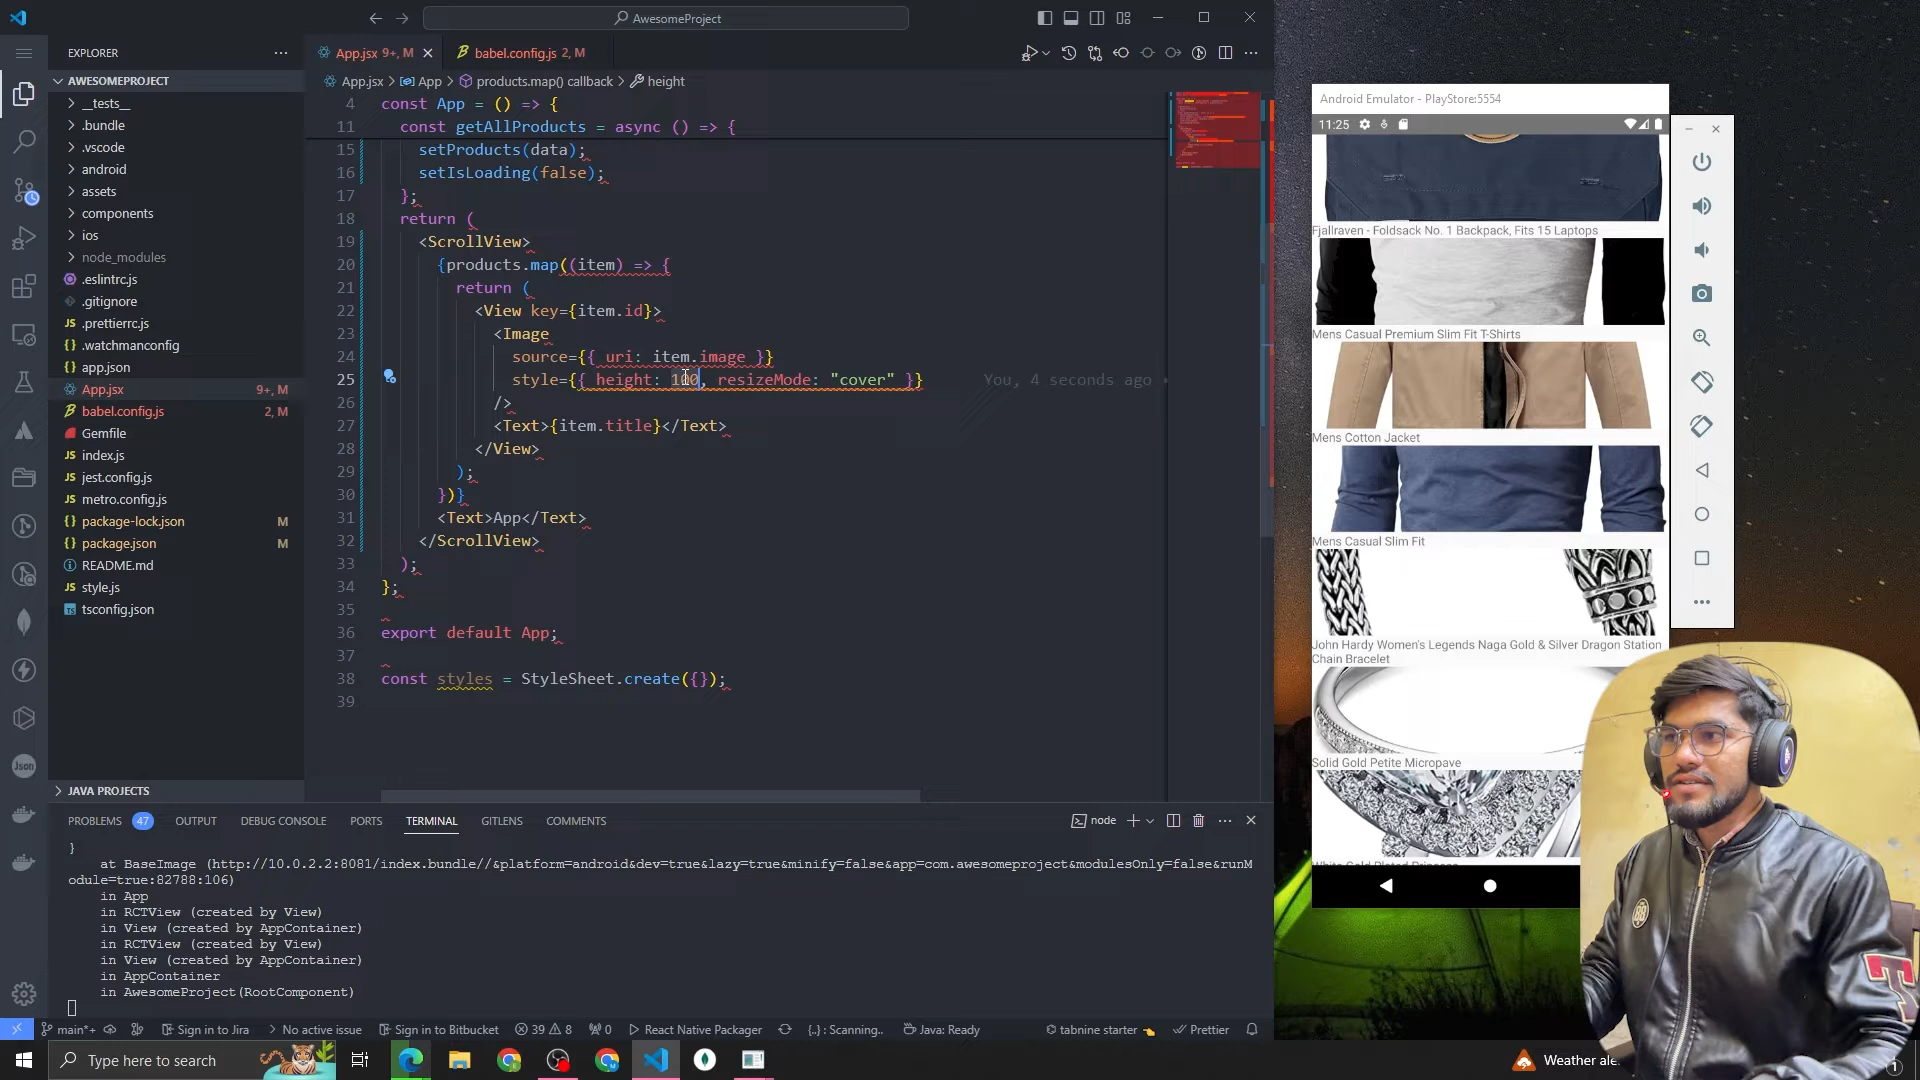 AwesomeProject
EXPLORER
App.jsx 9+, M
babel.config.js 2, M
AWESOMEPROJECT
App.jsx > App > products.map() callback > height
__tests__
.bundle
.vscode
android
assets
components
ios
node_modules
.eslintrc.js
.gitignore
.prettierrc.js
.watchmanconfig
app.json
App.jsx 9+, M
babel.config.js 2, M
Gemfile
index.js
jest.config.js
metro.config.js
package-lock.json M
package.json M
README.md
style.js
tsconfig.json
JAVA PROJECTS
4 const App = () => {
11 const getAllProducts = async () => {
15 setProducts(data);
16 setIsLoading(false);
17 };
18 return (
19 <ScrollView>
20 {products.map((item) => {
21 return (
22 <View key={item.id}>
23 <Image
24 source={{ uri: item.image }}
25 style={{ height: 100, resizeMode: "cover" }} You, 4 seconds ago
26 />
27 <Text>{item.title}</Text>
28 </View>
29 );
30 })}
31 <Text>App</Text>
32 </ScrollView>
33 );
34 };
35
36 export default App;
37
38 const styles = StyleSheet.create({});
39
PROBLEMS 47 OUTPUT DEBUG CONSOLE PORTS TERMINAL GITLENS COMMENTS
node
}
at BaseImage (http://10.0.2.2:8081/index.bundle//&platform=android&dev=true&lazy=true&minify=false&app=com.awesomeproject&modulesOnly=false&runM
odule=true:82788:106)
in App
in RCTView (created by View)
in View (created by AppContainer)
in RCTView (created by View)
in View (created by AppContainer)
in AppContainer
in AwesomeProject(RootComponent)
main*+ Sign in to Jira > No active issue Sign in to Bitbucket 39 8 0 React Native Packager {..} : Scanning.. Java: Ready tabnine starter Prettier
Type here to search
Weather ale
1
Android Emulator - PlayStore:5554
11:25
Fjallraven - Foldsack No. 1 Backpack, Fits 15 Laptops
Mens Casual Premium Slim Fit T-Shirts
Mens Cotton Jacket
Mens Casual Slim Fit
John Hardy Women's Legends Naga Gold & Silver Dragon Station
Chain Bracelet
Solid Gold Petite Micropave
White Gold Plated Princess
Json